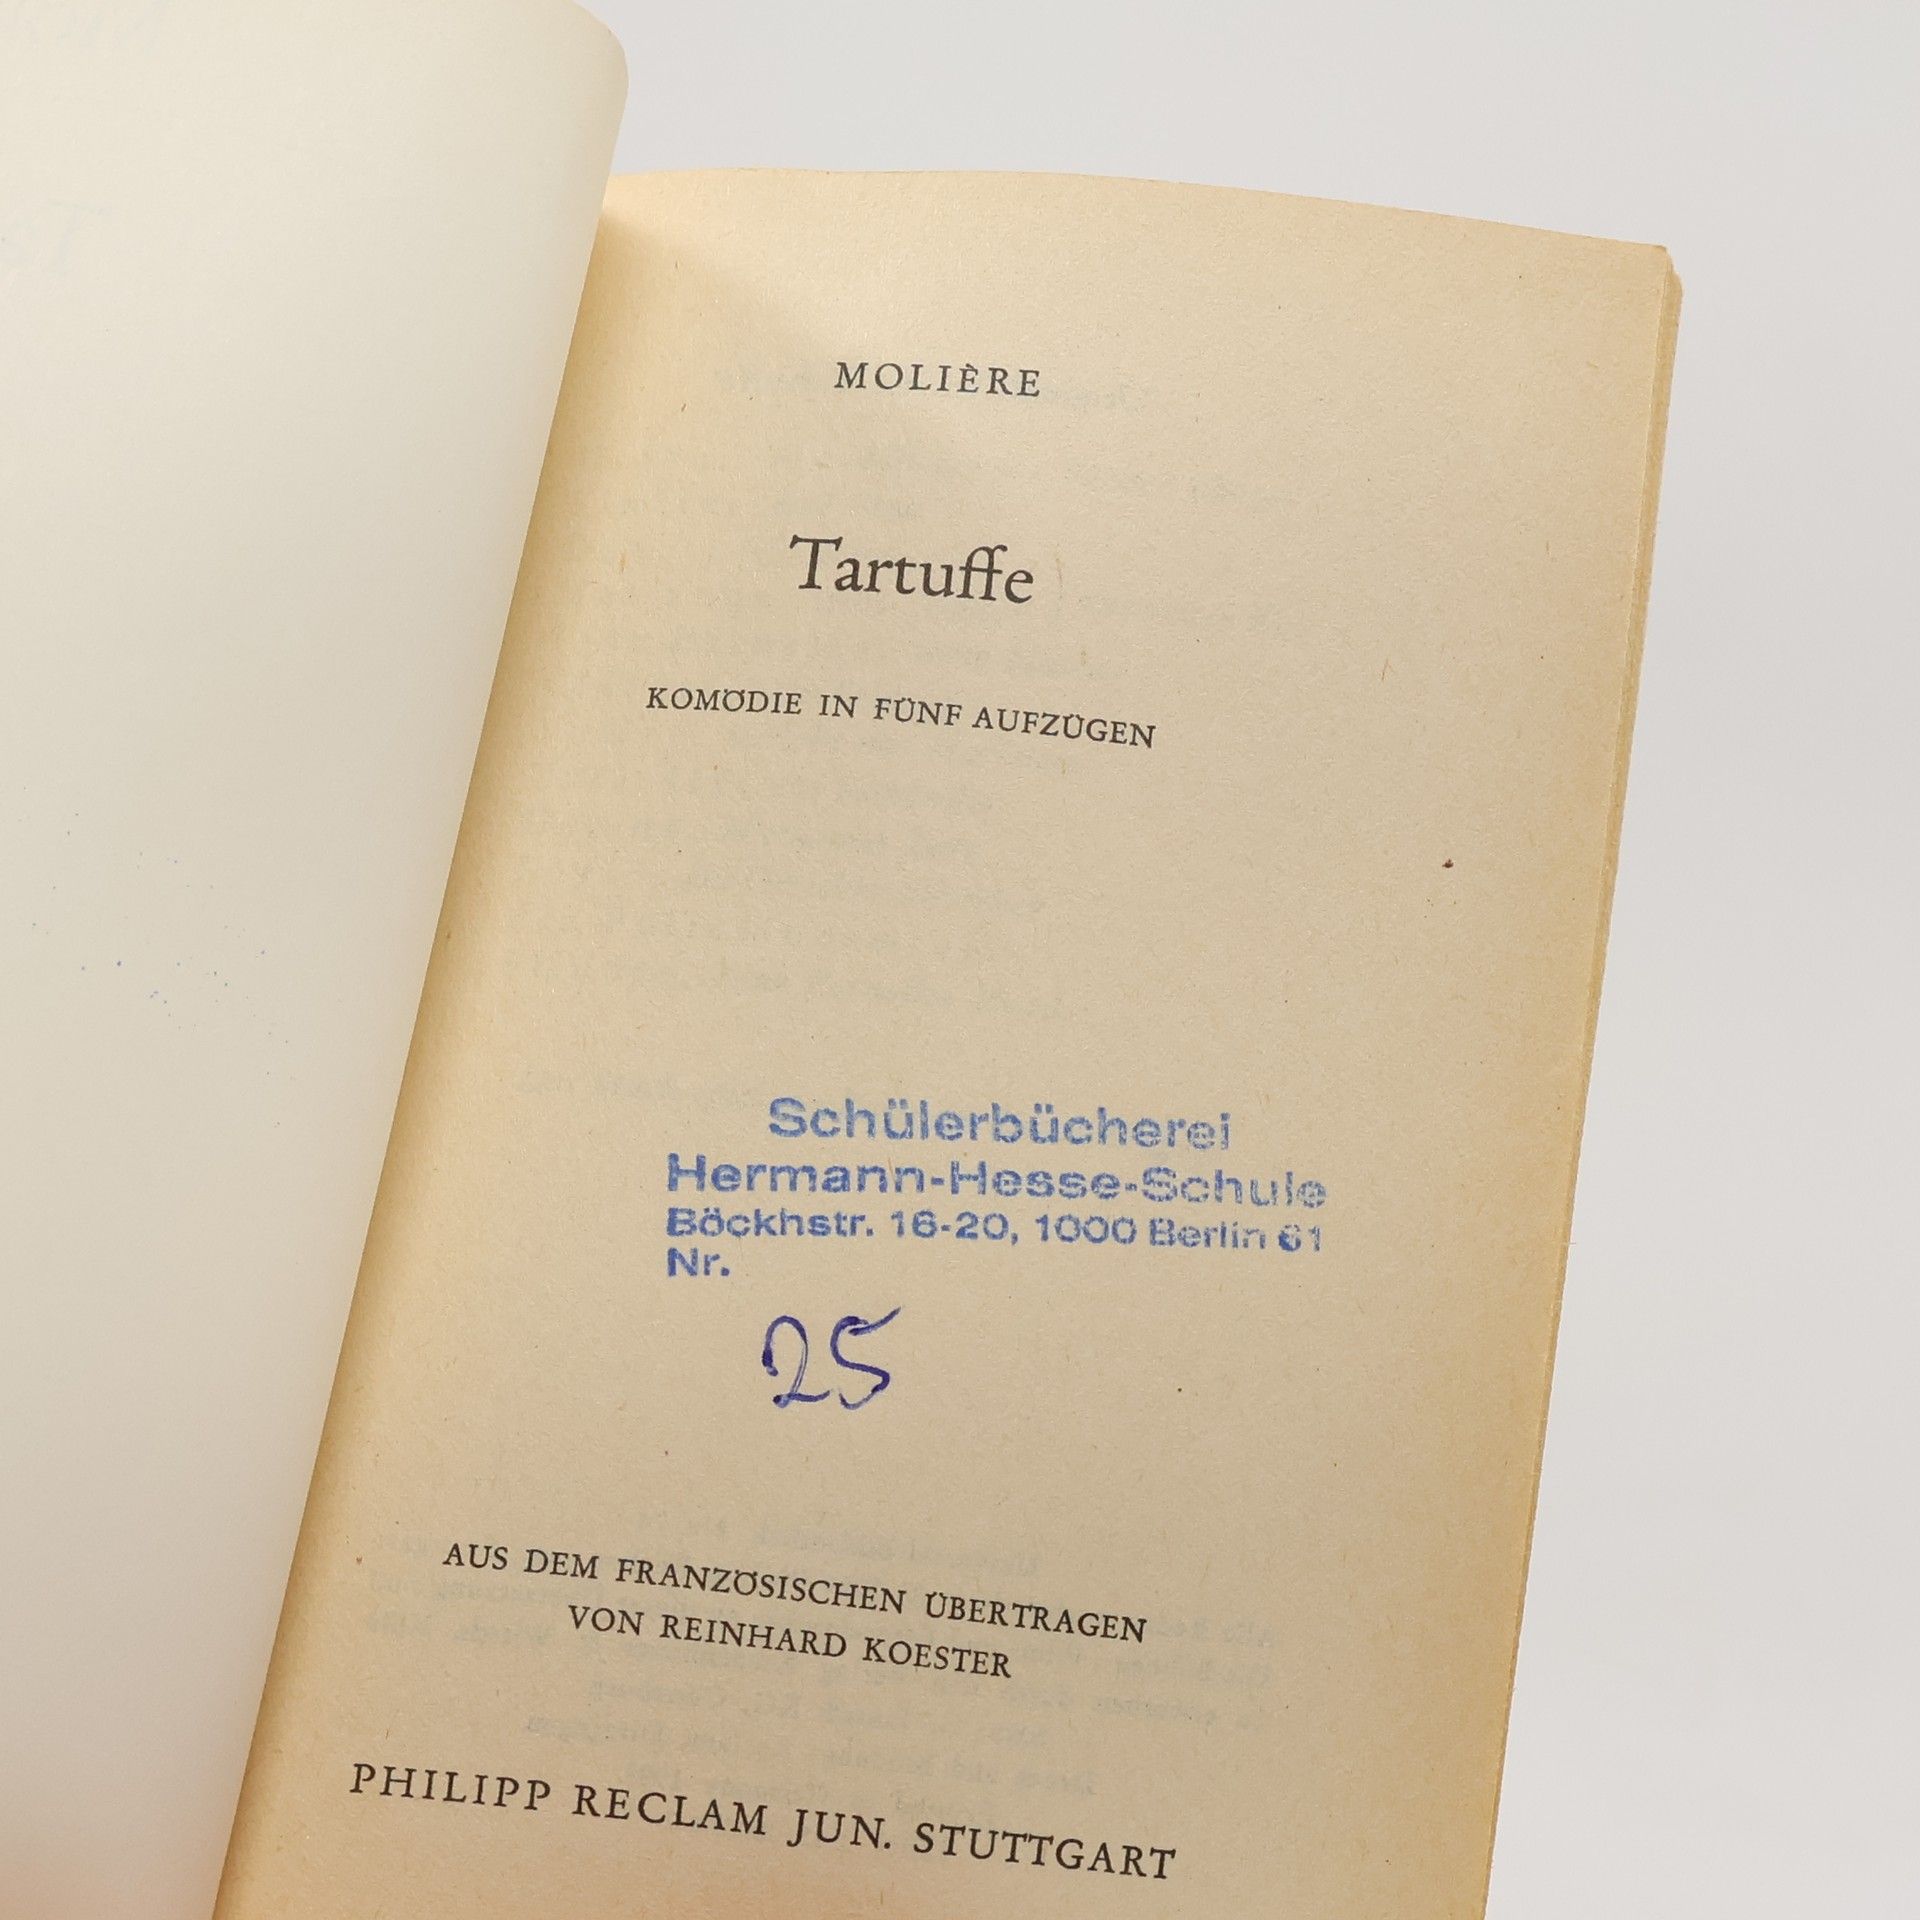 MOLIÈRE
Tartuffe
KOMÖDIE IN FÜNF AUFZÜGEN
Schülerbücherei
Hermann-Hesse-Schule
Böckhstr. 16-20, 1000 Berlin 61
Nr.
25
AUS DEM FRANZÖSISCHEN ÜBERTRAGEN
VON REINHARD KOESTER
PHILIPP RECLAM JUN. STUTTGART